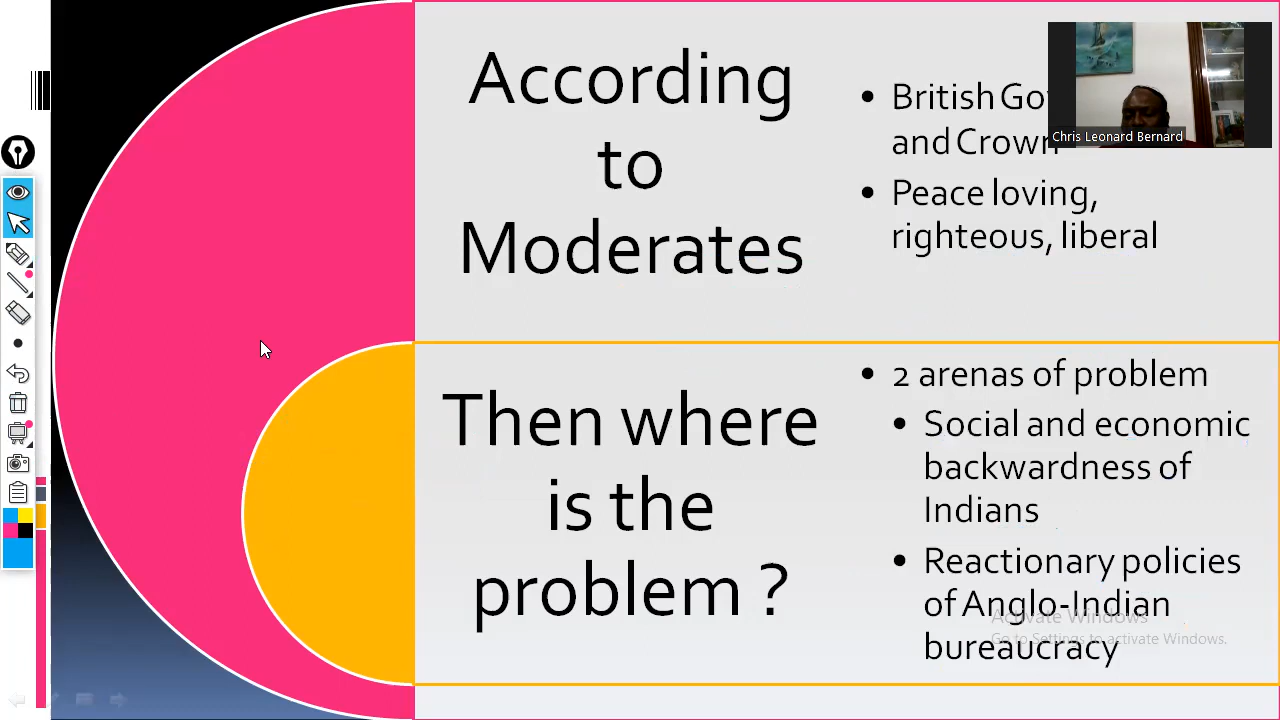 According
to
Moderates
• British Go
and Crown
• Peace loving,
righteous, liberal
Then where
is the
problem ?
• 2 arenas of problem
• Social and economic
backwardness of
Indians
• Reactionary policies
of Anglo-Indian
bureaucracy
Chris Leonard Bernard
Activate Windows
Go to Settings to activate Windows.